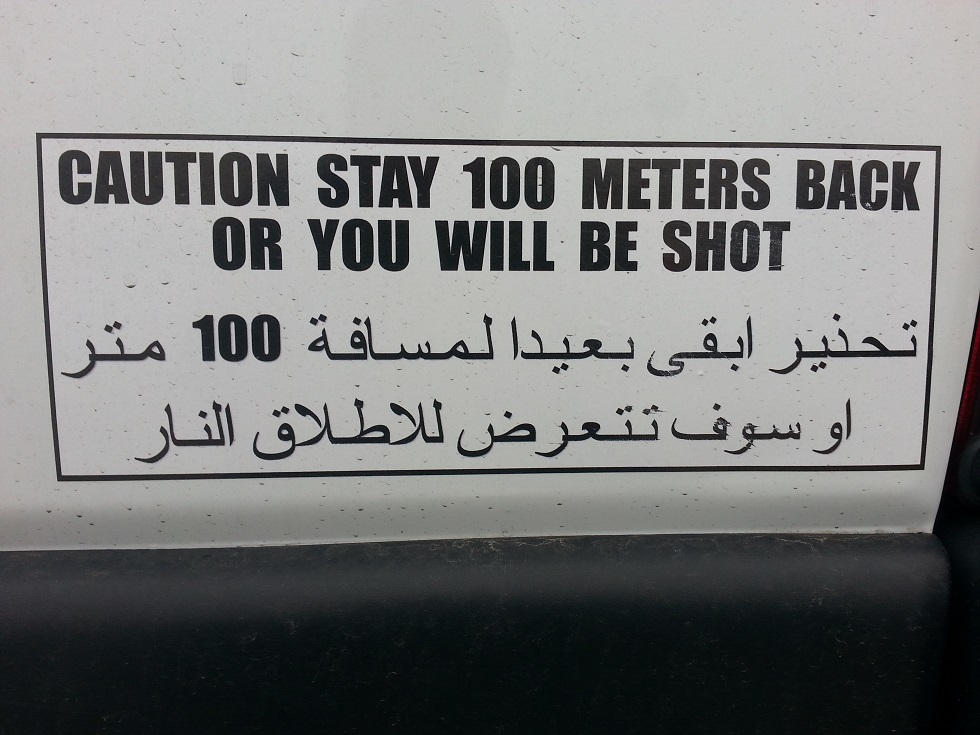 CAUTION STAY 100 METERS BACK
OR YOU WILL BE SHOT
تحذير ابقى بعيدا لمسافة 100 متر
او سوف تتعرض للاطلاق النار